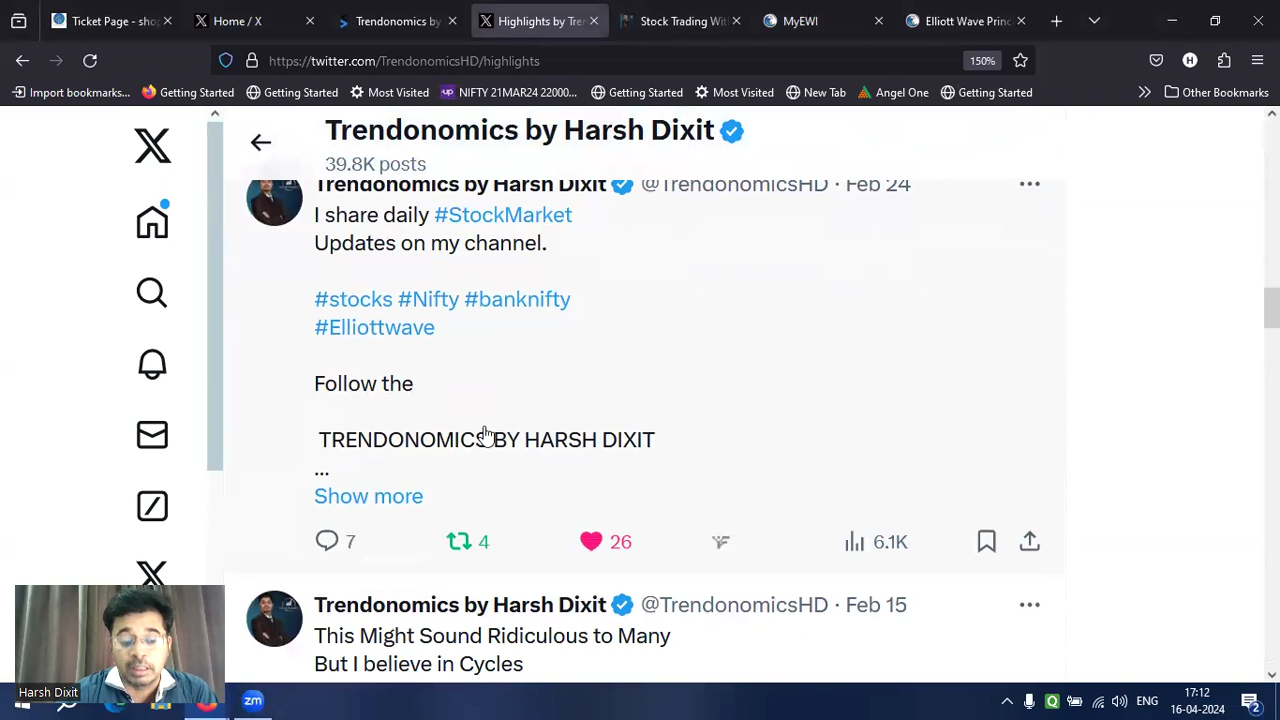 Ticket Page - sho
Home / X
Trendonomics by
Highlights by Tre
Stock Trading Wit
MyEWI
Elliott Wave Princ
https://twitter.com/TrendonomicsHD/highlights
150%
H
Import bookmarks...
Getting Started
Getting Started
Most Visited
up
NIFTY 21MAR24 22000...
Getting Started
Most Visited
New Tab
Angel One
Getting Started
Other Bookmarks
Trendonomics by Harsh Dixit
39.8K posts
Trendonomics by Harsh Dixit @TrendonomicsHD · Feb 24
I share daily #StockMarket
Updates on my channel.
#stocks #Nifty #banknifty
#Elliottwave
Follow the
TRENDONOMICS BY HARSH DIXIT
...
Show more
7
4
26
6.1K
Trendonomics by Harsh Dixit @TrendonomicsHD · Feb 15
This Might Sound Ridiculous to Many
But I believe in Cycles
Harsh Dixit
zm
ENG
17:12
16-04-2024
2